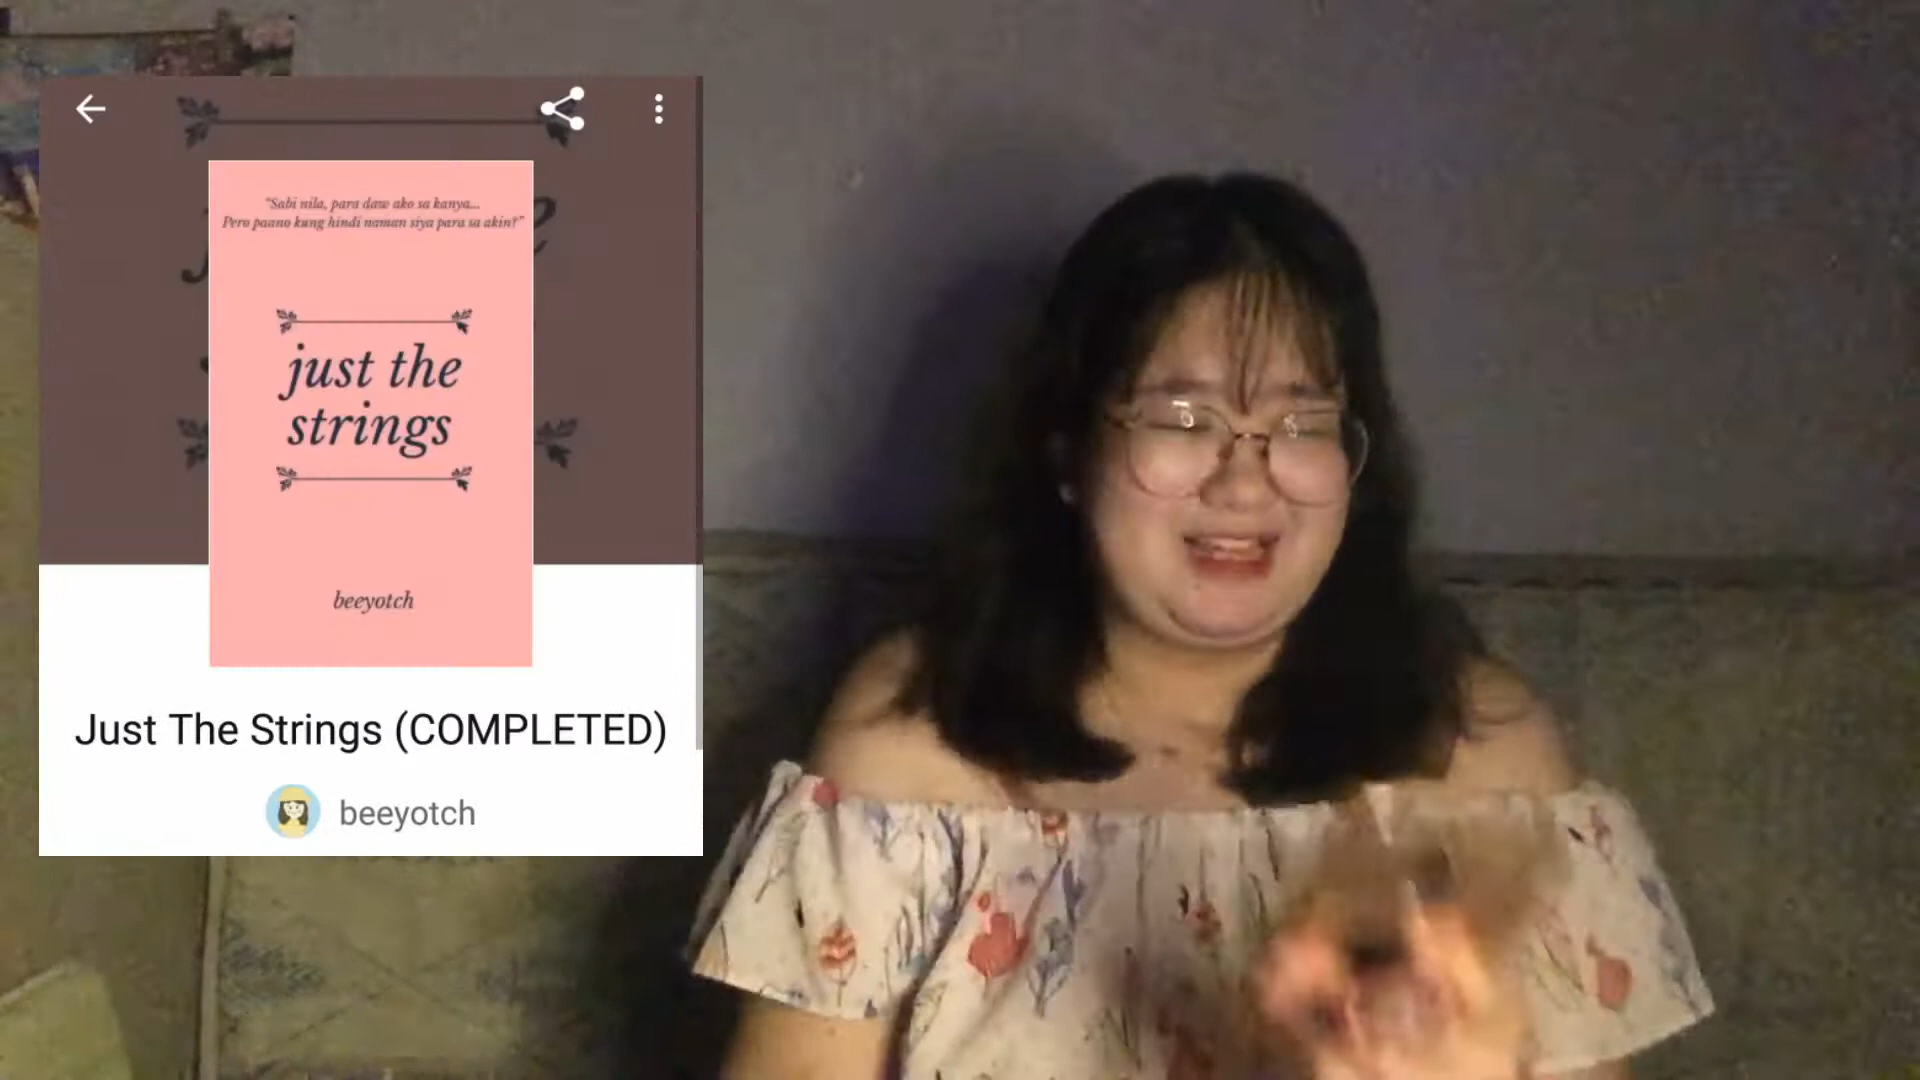 "Sabi nila, para daw ako sa kanya...
Pero paano kung hindi naman siya para sa akin?"
just the
strings
beeyotch
Just The Strings (COMPLETED)
beeyotch